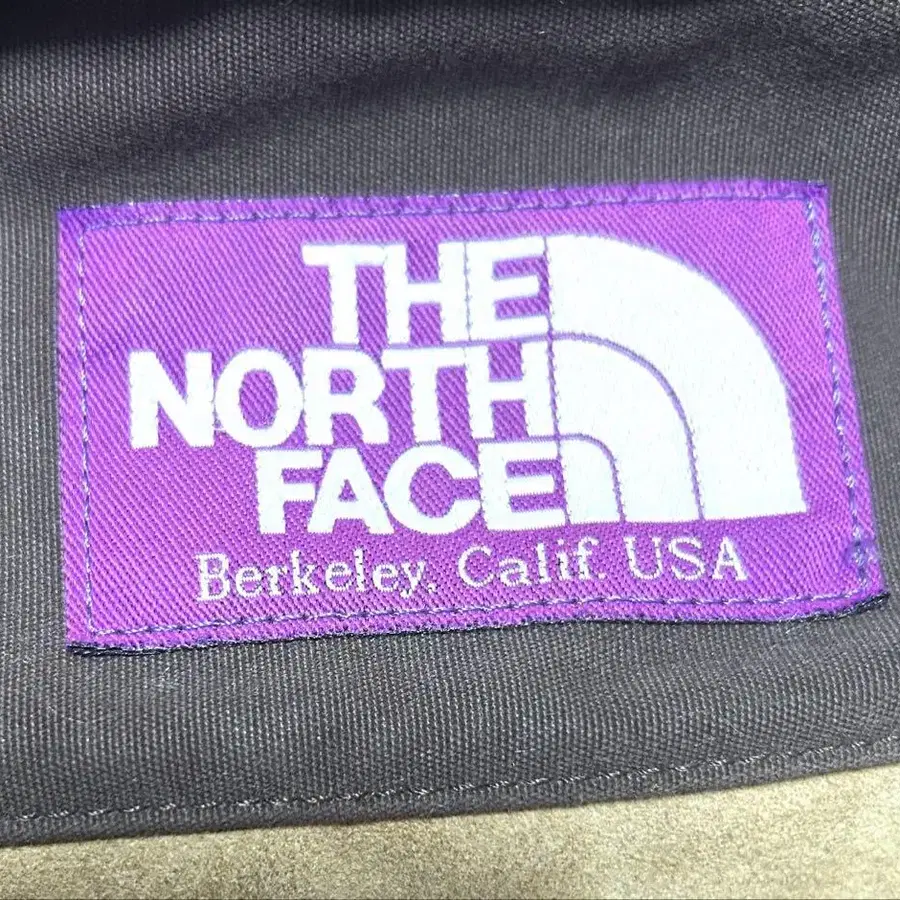 THE
NORTH
FACE
Berkeley, Calif. USA